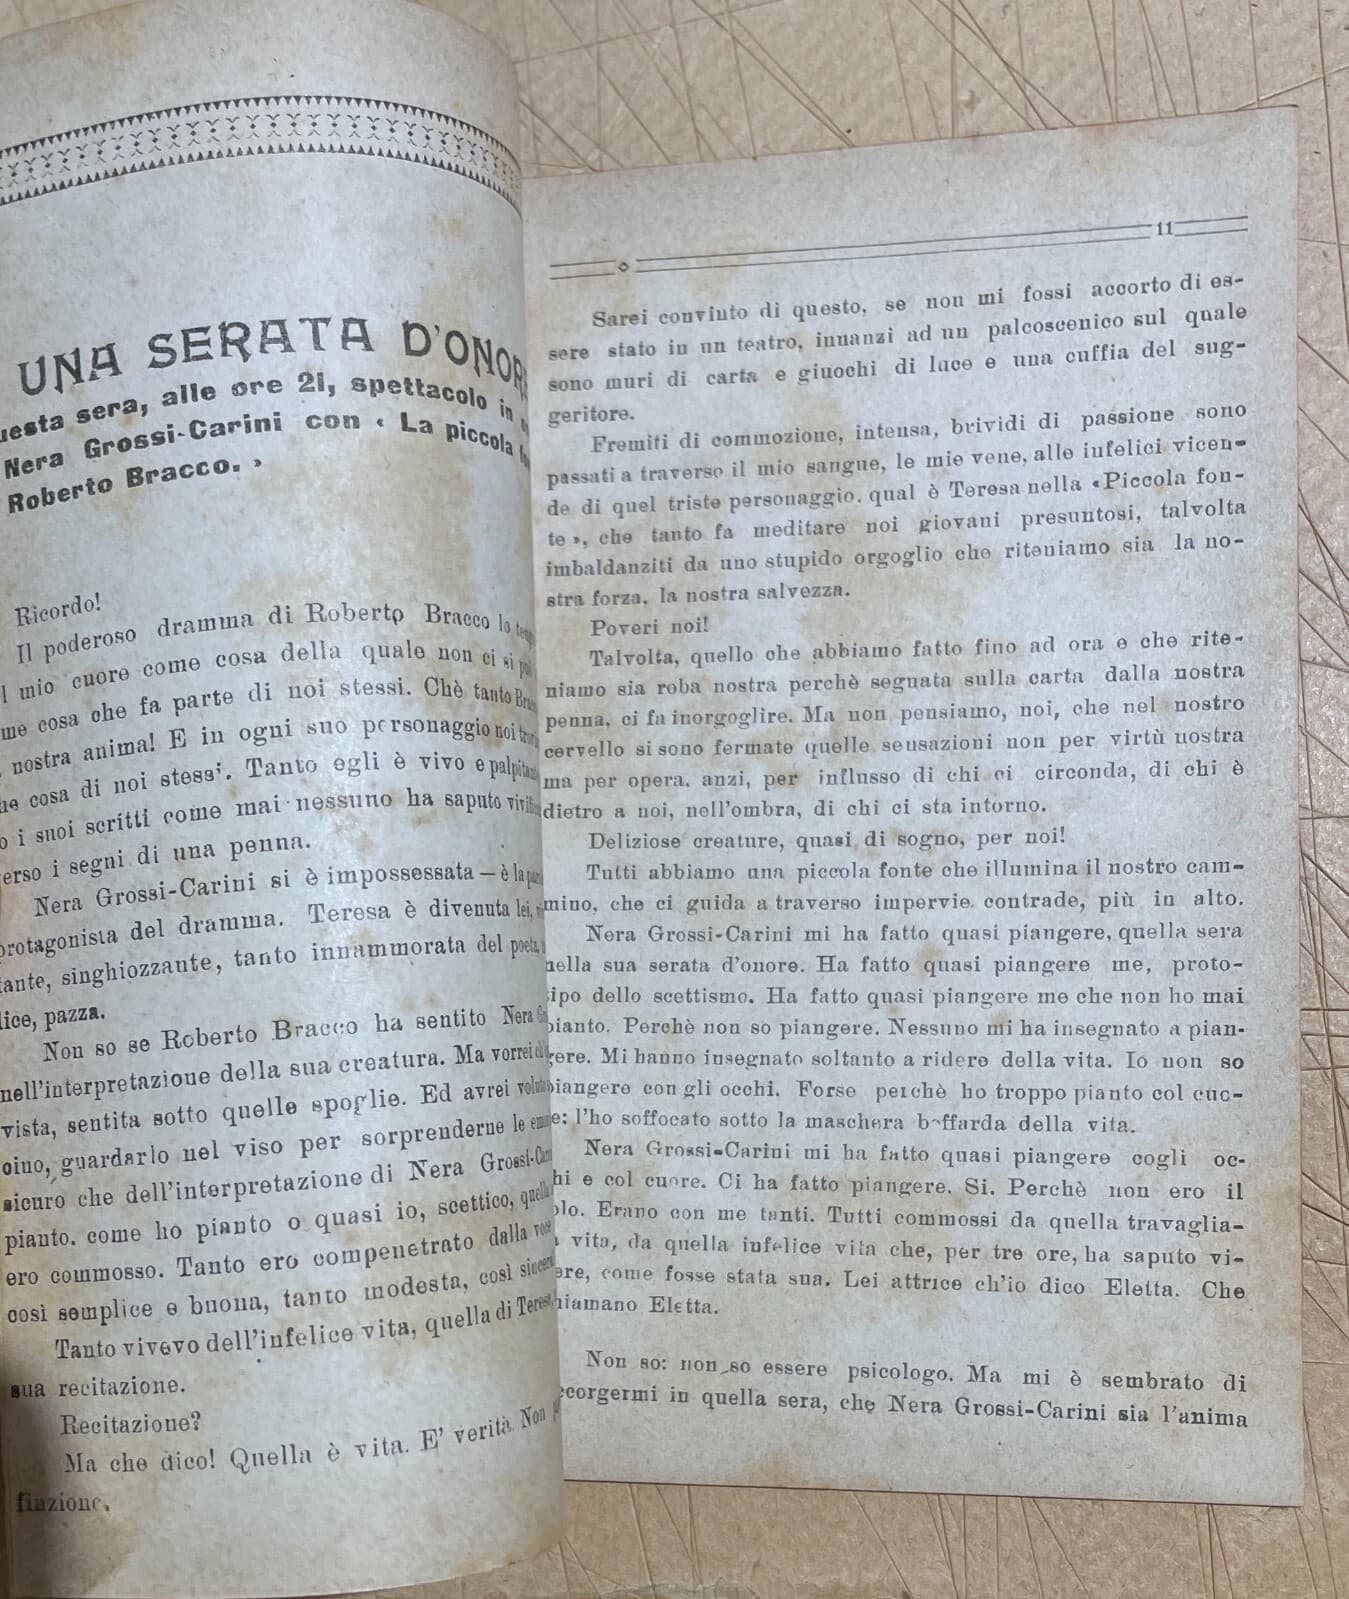 UNA SERATA D'ONORE
uesta sera, alle ore 21, spettacolo in
Nera Grossi-Carini con « La piccola
Roberto Bracco. »
Ricordo!
Il poderoso dramma di Roberto Bracco lo
l mio cuore come cosa della quale non ci si
me cosa che fa parte di noi stessi. Chè tanto
nostra anima! E in ogni suo personaggio noi
he cosa di noi stessi. Tanto egli è vivo e
o i suoi scritti come mai nessuno ha saputo
erso i segni di una penna.
Nera Grossi-Carini si è impossessata — è la
protagonista del dramma. Teresa è divenuta lei,
tante, singhiozzante, tanto innammorata del poeta,
lice, pazza.
Non so se Roberto Bracco ha sentito Nera
nell'interpretazione della sua creatura. Ma vorrei
vista, sentita sotto quelle spoglie. Ed avrei
cino, guardarlo nel viso per sorprenderne le
sicuro che dell'interpretazione di Nera
pianto. come ho pianto o quasi io, scettico, quella
ero commosso. Tanto ero compenetrato dalla voce
così semplice e buona, tanto modesta, così
Tanto vivevo dell'infelice vita, quella di Teresa
sua recitazione.
Recitazione?
Ma che dico! Quella è vita. E' verità. Non
finzione.
11
Sarei conviuto di questo, se non mi fossi accorto di es-
sere stato in nn teatro, inuanzi ad un palcoscenico sul quale
sono muri di carta e giuochi di luce e una cuffia del sug-
geritore.
Fremiti di commozione, intensa, brividi di passione sono
passati a traverso il mio sangue, le mie vene, alle infelici vicen-
de di quel triste personaggio. qual è Teresa nella «Piccola fon-
te », che tanto fa meditare noi giovani presuntosi, talvolta
imbaldanziti da uno stupido orgoglio che riteniamo sia la no-
stra forza, la nostra salvezza.
Poveri noi!
Talvolta, quello che abbiamo fatto fino ad ora e che rite-
niamo sia roba nostra perchè segnata sulla carta dalla nostra
penna, ci fa inorgoglire. Ma non pensiamo, noi, che nel nostro
cervello si sono fermate quelle sensazioni non per virtù nostra
ma per opera, anzi, per influsso di chi ci circonda, di chi è
dietro a noi, nell'ombra, di chi ci sta intorno.
Deliziose creature, quasi di sogno, per noi!
Tutti abbiamo una piccola fonte che illumina il nostro cam-
mino, che ci guida a traverso impervie contrade, più in alto.
Nera Grossi-Carini mi ha fatto quasi piangere, quella sera
nella sua serata d'onore. Ha fatto quasi piangere me, proto-
tipo dello scettismo. Ha fatto quasi piangere me che non ho mai
pianto. Perchè non so piangere. Nessuno mi ha insegnato a pian-
gere. Mi hanno insegnato soltanto a ridere della vita. Io non so
piangere con gli occhi. Forse perchè ho troppo pianto col cuo-
e: l'ho soffocato sotto la maschera beffarda della vita.
Nera Grossi-Carini mi ha fatto quasi piangere cogli oc-
hi e col cuore. Ci ha fatto piangere. Si. Perchè non ero il
olo. Erano con me tanti. Tutti commossi da quella travaglia-
vita, da quella infelice vita che, per tre ore, ha saputo vi-
ere, come fosse stata sua. Lei attrice ch'io dico Eletta. Che
hiamano Eletta.
Non so: non so essere psicologo. Ma mi è sembrato di
ccorgermi in quella sera, che Nera Grossi-Carini sia l'anima